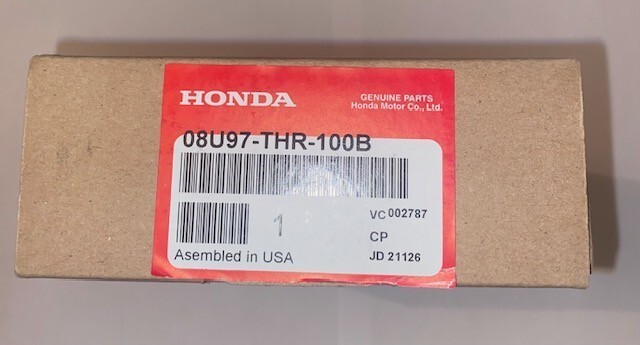 HONDA
GENUINE PARTS
Honda Motor Co., Ltd.
08U97-THR-100B
1
VC 002787
CP
Asembled in USA
JD 21126